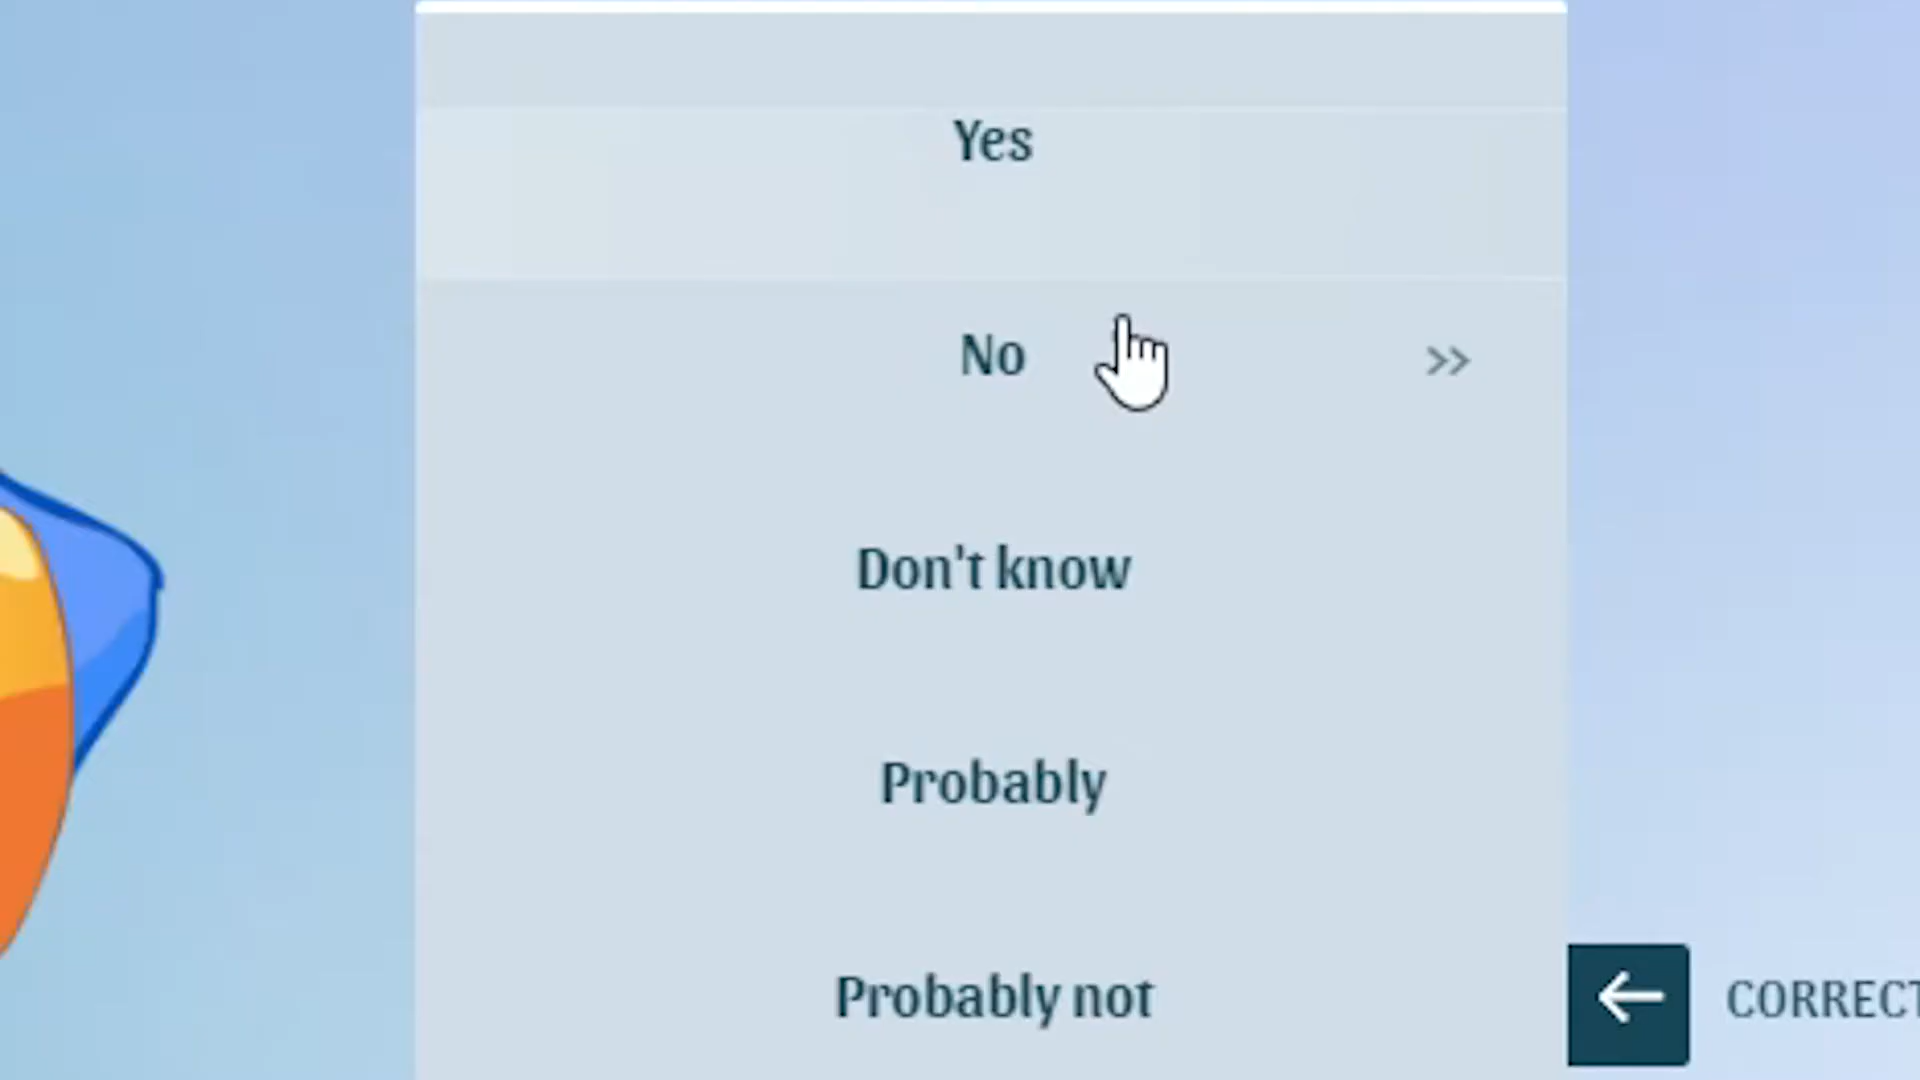 Yes
No >>
Don't know
Probably
Probably not
CORRECT